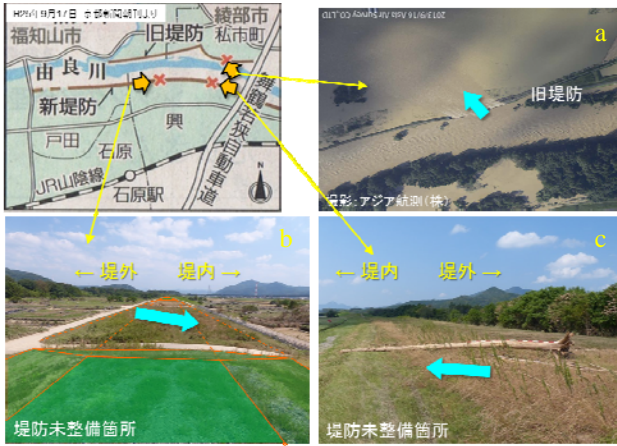 H25年9月17日 京都新聞朝刊より
綾部市
私市町
福知山市
旧堤防
由良川
新堤防
戸田
石原
興
JR山陰線
石原駅
舞鶴若狭自動車道
N
a
旧堤防
撮影:アジア航測(株)
2013/9/16 Asia Air Survey CO.,LTD
b
← 堤外 堤内 →
堤防未整備箇所
c
← 堤内 堤外 →
堤防未整備箇所